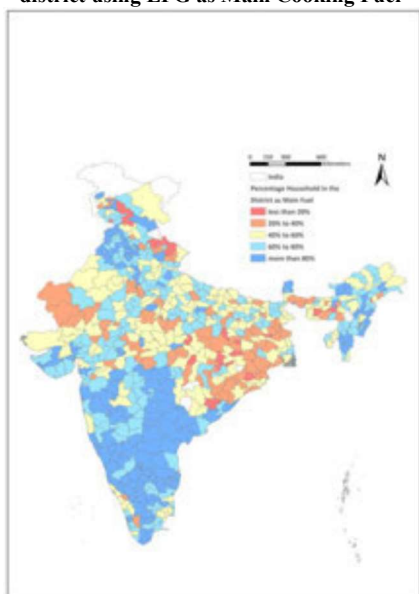 district using LPG as Main Cooking Fuel
N
India
Percentage Household in the
District as Main Fuel
less than 20%
20% to 40%
40% to 60%
60% to 80%
more than 80%